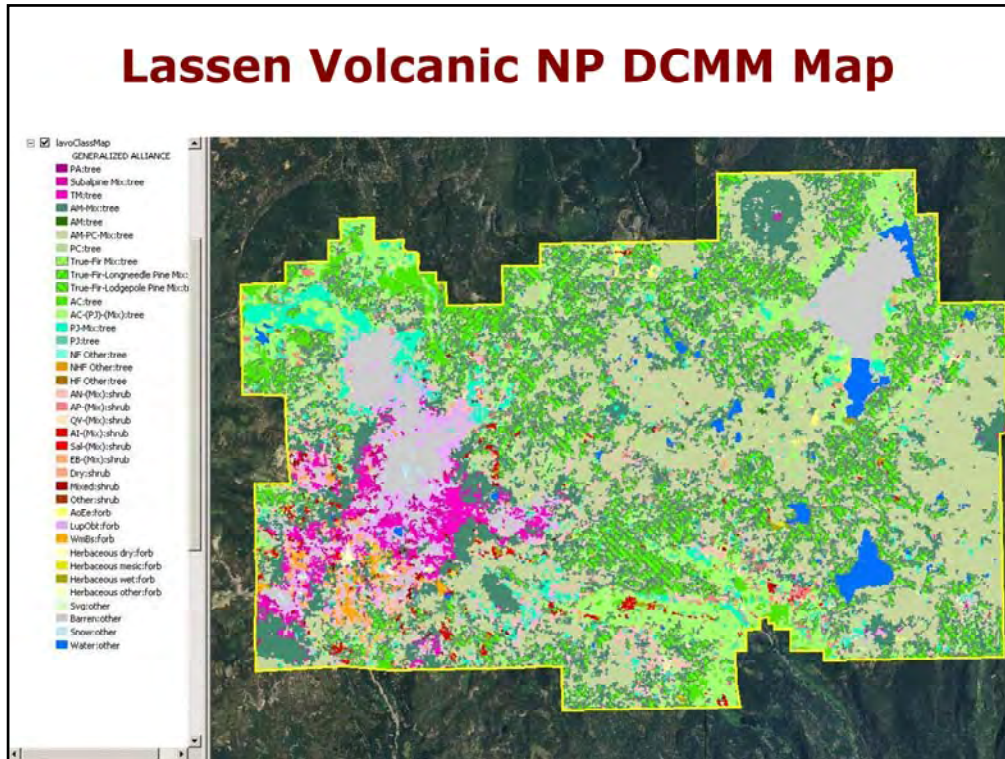 Lassen Volcanic NP DCMM Map
lavoClassMap
GENERALIZED ALLIANCE
PA:tree
Subalpine Mix:tree
TM:tree
AM-Mix:tree
AM:tree
AM-PC-Mix:tree
PC:tree
True-Fir Mix:tree
True-Fir-Longneedle Pine Mix:
True-Fir-Lodgepole Pine Mix:t
AC:tree
AC-(PJ)-(Mix):tree
PJ-Mix:tree
PJ:tree
NF Other:tree
NHF Other:tree
HF Other:tree
AN-(Mix):shrub
AP-(Mix):shrub
QV-(Mix):shrub
AI-(Mix):shrub
Sal-(Mix):shrub
EB-(Mix):shrub
Dry:shrub
Mixed:shrub
Other:shrub
AoEe:forb
LupObt:forb
WmBs:forb
Herbaceous dry:forb
Herbaceous mesic:forb
Herbaceous wet:forb
Herbaceous other:forb
Svg:other
Barren:other
Snow:other
Water:other